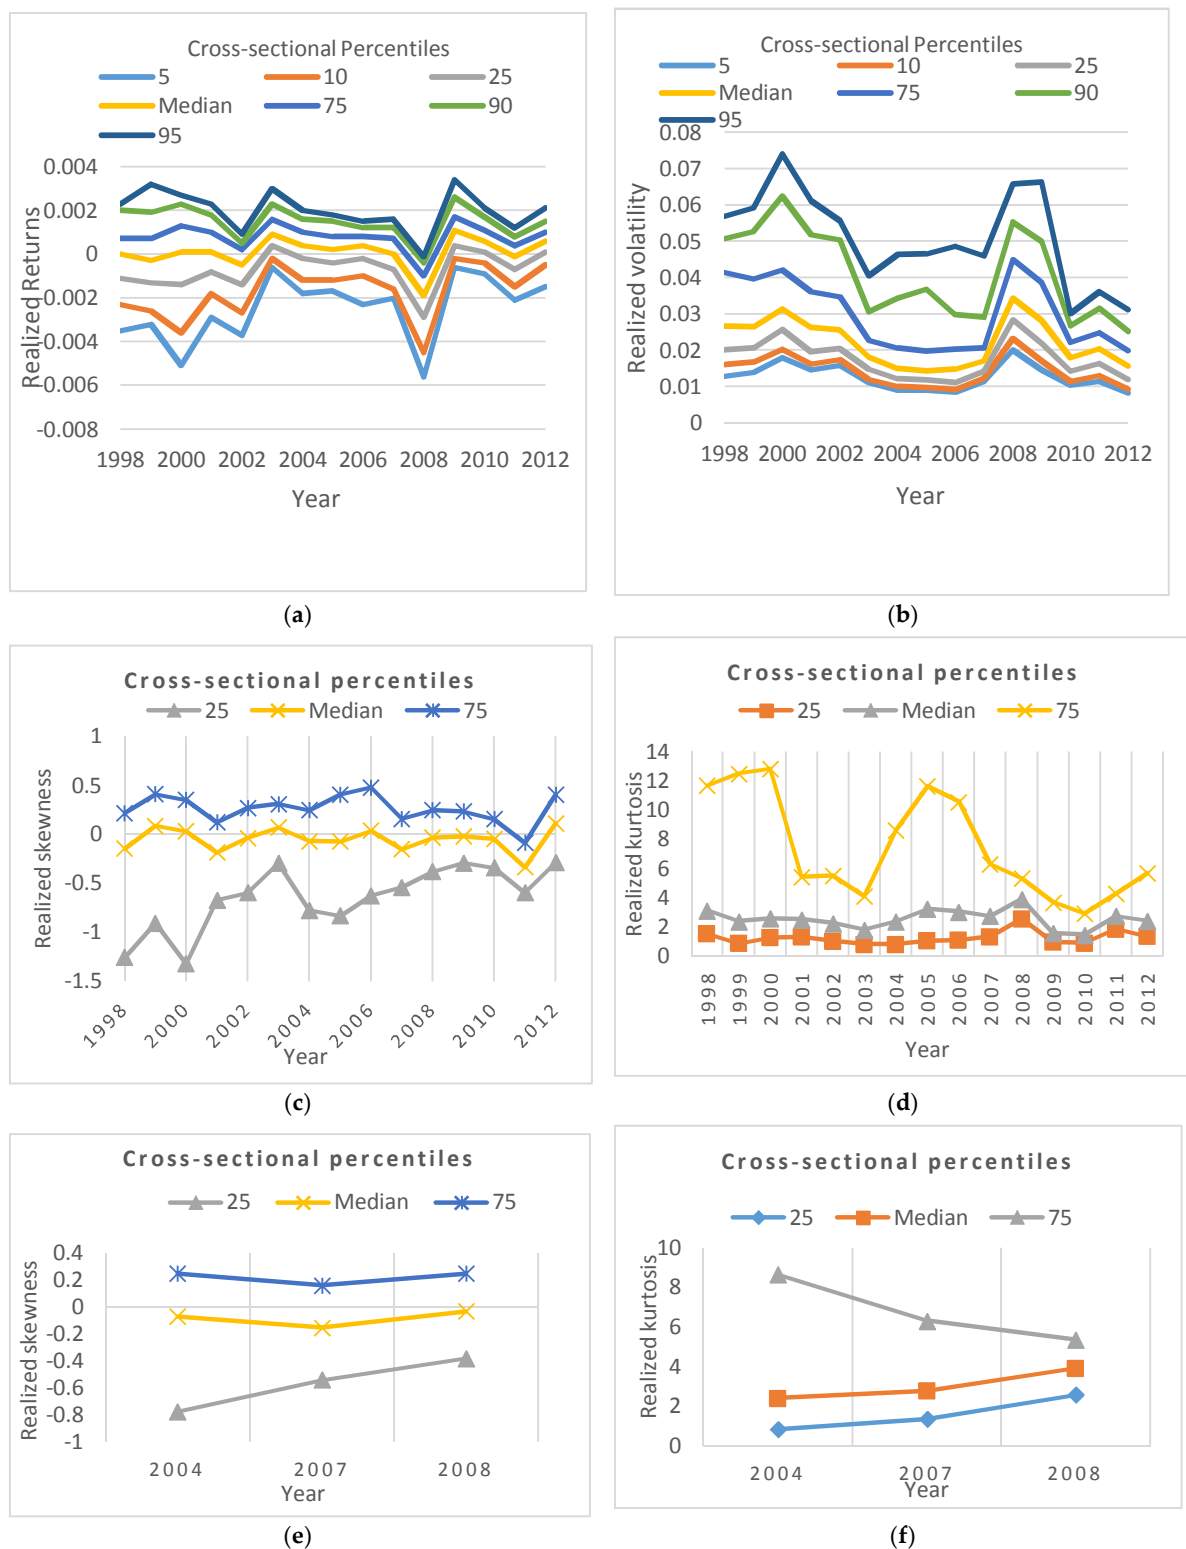 Cross-sectional Percentiles
5 10 25
Median 75 90
95
0.004
0.002
0
-0.002
-0.004
-0.006
-0.008
Realized Returns
1998 2000 2002 2004 2006 2008 2010 2012
Year
(a)
Cross-sectional Percentiles
5 10 25
Median 75 90
95
0.08
0.07
0.06
0.05
0.04
0.03
0.02
0.01
0
Realized volatility
1998 2000 2002 2004 2006 2008 2010 2012
Year
(b)
Cross-sectional percentiles
25 Median 75
1
0.5
0
-0.5
-1
-1.5
Realized skewness
1998 2000 2002 2004 2006 2008 2010 2012
Year
(c)
Cross-sectional percentiles
25 Median 75
14
12
10
8
6
4
2
0
Realized kurtosis
1998 1999 2000 2001 2002 2003 2004 2005 2006 2007 2008 2009 2010 2011 2012
Year
(d)
Cross-sectional percentiles
25 Median 75
0.4
0.2
0
-0.2
-0.4
-0.6
-0.8
-1
Realized skewness
2004 2007 2008
Year
(e)
Cross-sectional percentiles
25 Median 75
10
8
6
4
2
0
Realized kurtosis
2004 2007 2008
Year
(f)